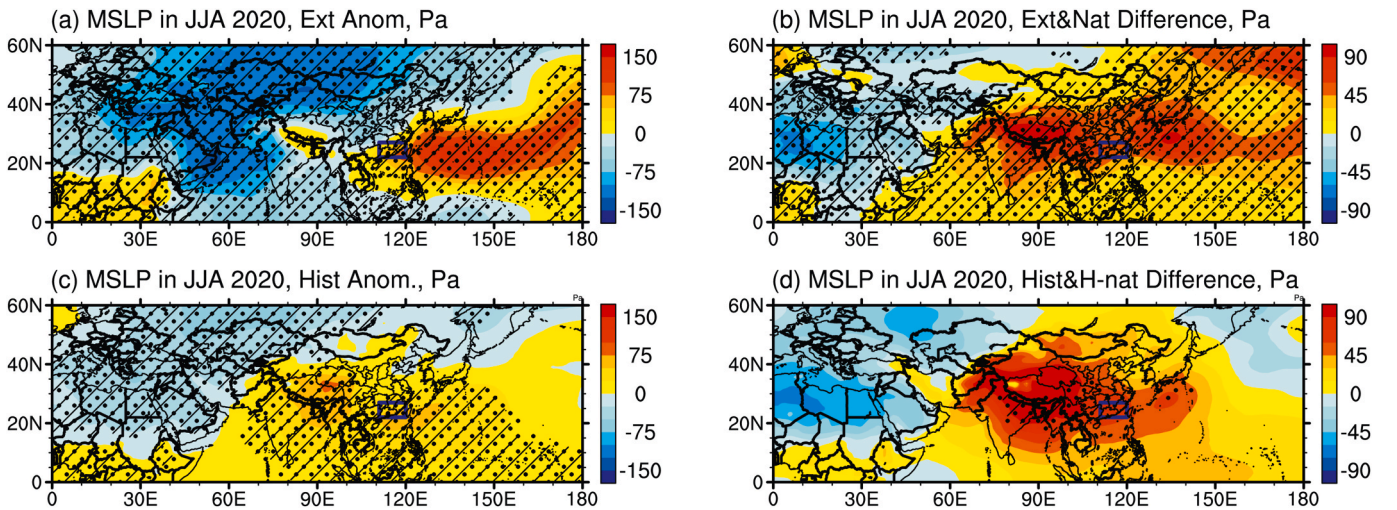 (a) MSLP in JJA 2020, Ext Anom, Pa
60N
40N
20N
0
0 30E 60E 90E 120E 150E 180
150
75
0
-75
-150
(b) MSLP in JJA 2020, Ext&Nat Difference, Pa
60N
40N
20N
0
0 30E 60E 90E 120E 150E 180
90
45
0
-45
-90
(c) MSLP in JJA 2020, Hist Anom., Pa
Pa
60N
40N
20N
0
0 30E 60E 90E 120E 150E 180
150
75
0
-75
-150
(d) MSLP in JJA 2020, Hist&H-nat Difference, Pa
Pa
60N
40N
20N
0
0 30E 60E 90E 120E 150E 180
90
45
0
-45
-90